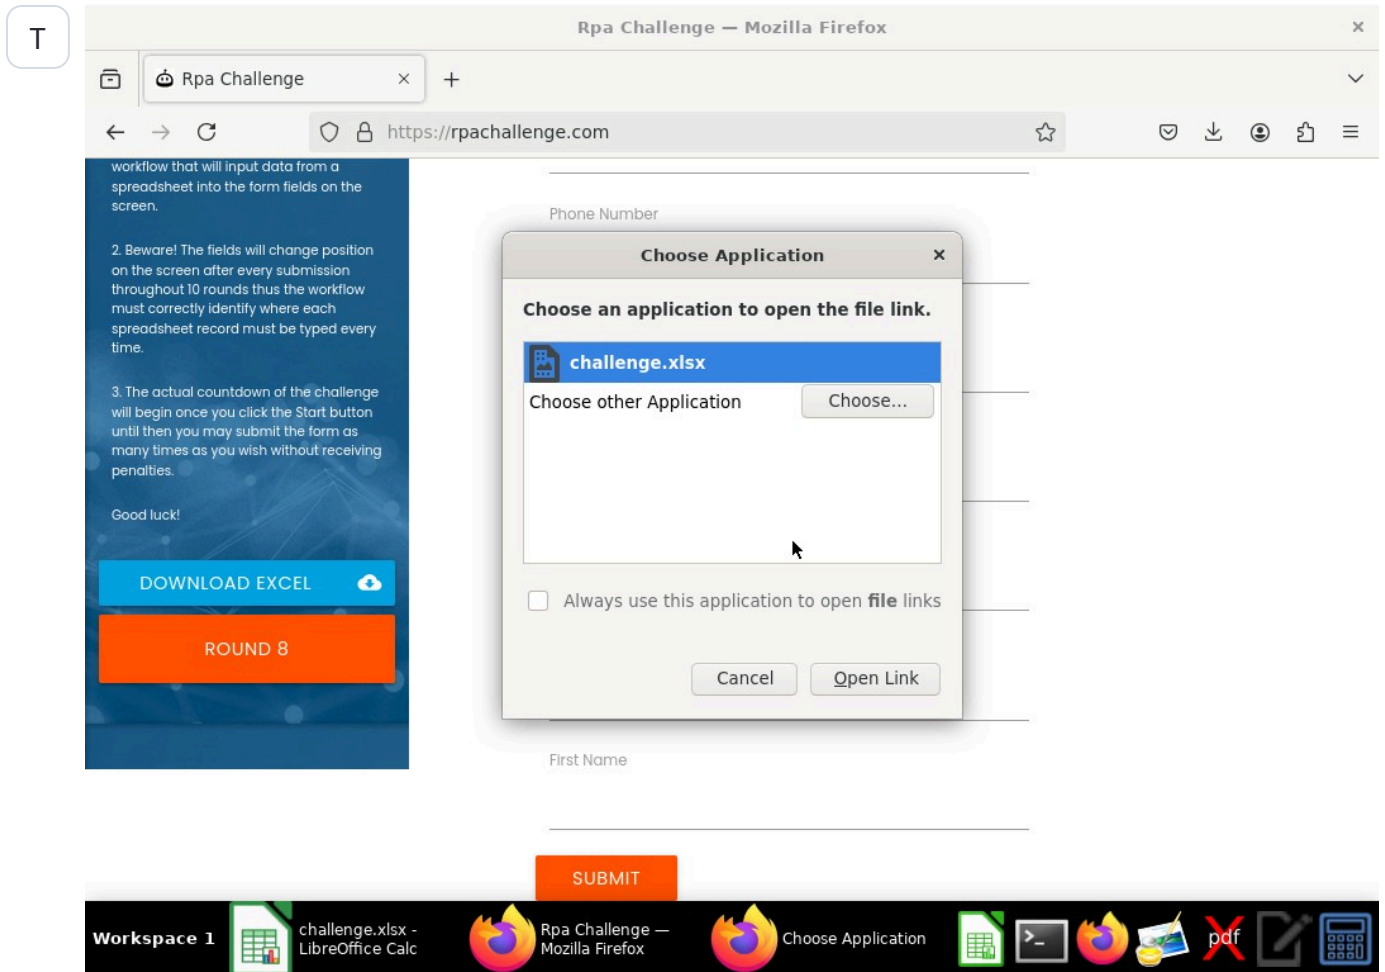 T
Rpa Challenge — Mozilla Firefox
Rpa Challenge
https://rpachallenge.com
workflow that will input data from a
spreadsheet into the form fields on the
screen.
2. Beware! The fields will change position
on the screen after every submission
throughout 10 rounds thus the workflow
must correctly identify where each
spreadsheet record must be typed every
time.
3. The actual countdown of the challenge
will begin once you click the Start button
until then you may submit the form as
many times as you wish without receiving
penalties.
Good luck!
DOWNLOAD EXCEL
ROUND 8
Phone Number
Choose Application
Choose an application to open the file link.
challenge.xlsx
Choose other Application
Choose...
Always use this application to open file links
Cancel
Open Link
First Name
SUBMIT
Workspace 1
challenge.xlsx -
LibreOffice Calc
Rpa Challenge —
Mozilla Firefox
Choose Application
pdf